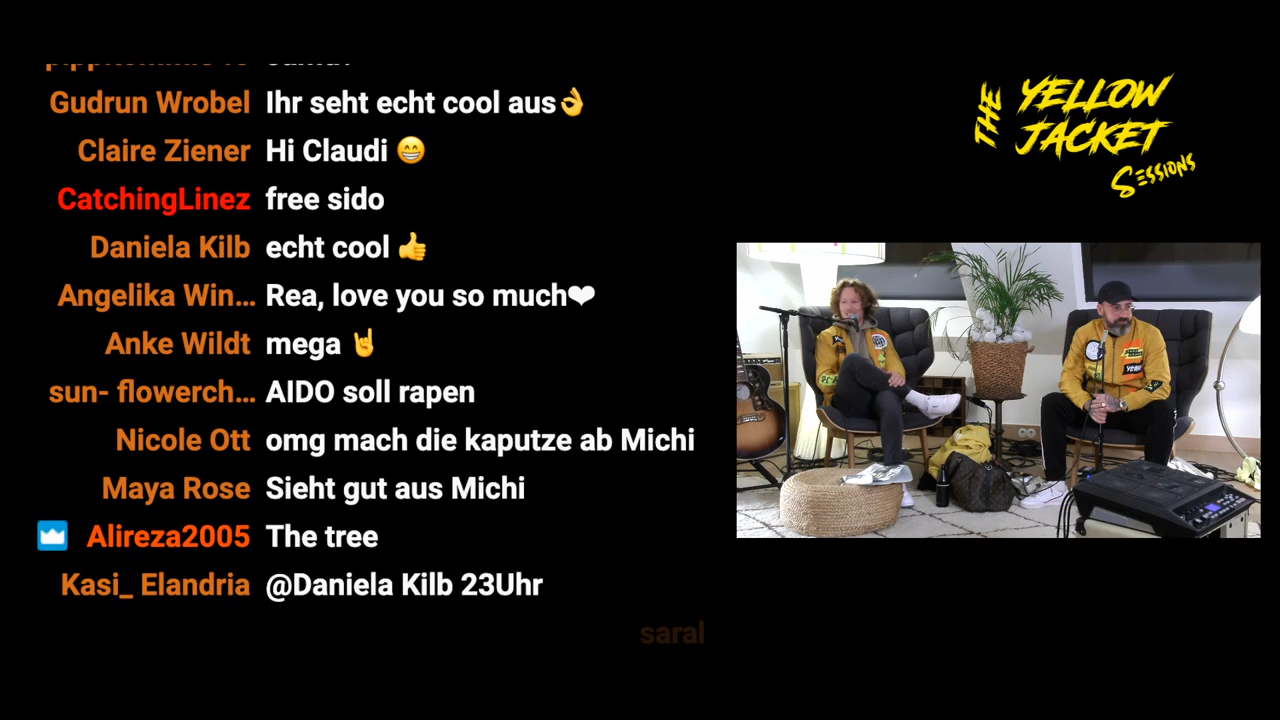 Gudrun Wrobel Ihr seht echt cool aus👌
Claire Ziener Hi Claudi 😁
CatchingLinez free sido
Daniela Kilb echt cool 👍
Angelika Win... Rea, love you so much❤
Anke Wildt mega 🤘
sun- flowerch... AIDO soll rapen
Nicole Ott omg mach die kaputze ab Michi
Maya Rose Sieht gut aus Michi
Alireza2005 The tree
Kasi_ Elandria @Daniela Kilb 23Uhr
saral
THE YELLOW
JACKET
SESSIONS
YEAH